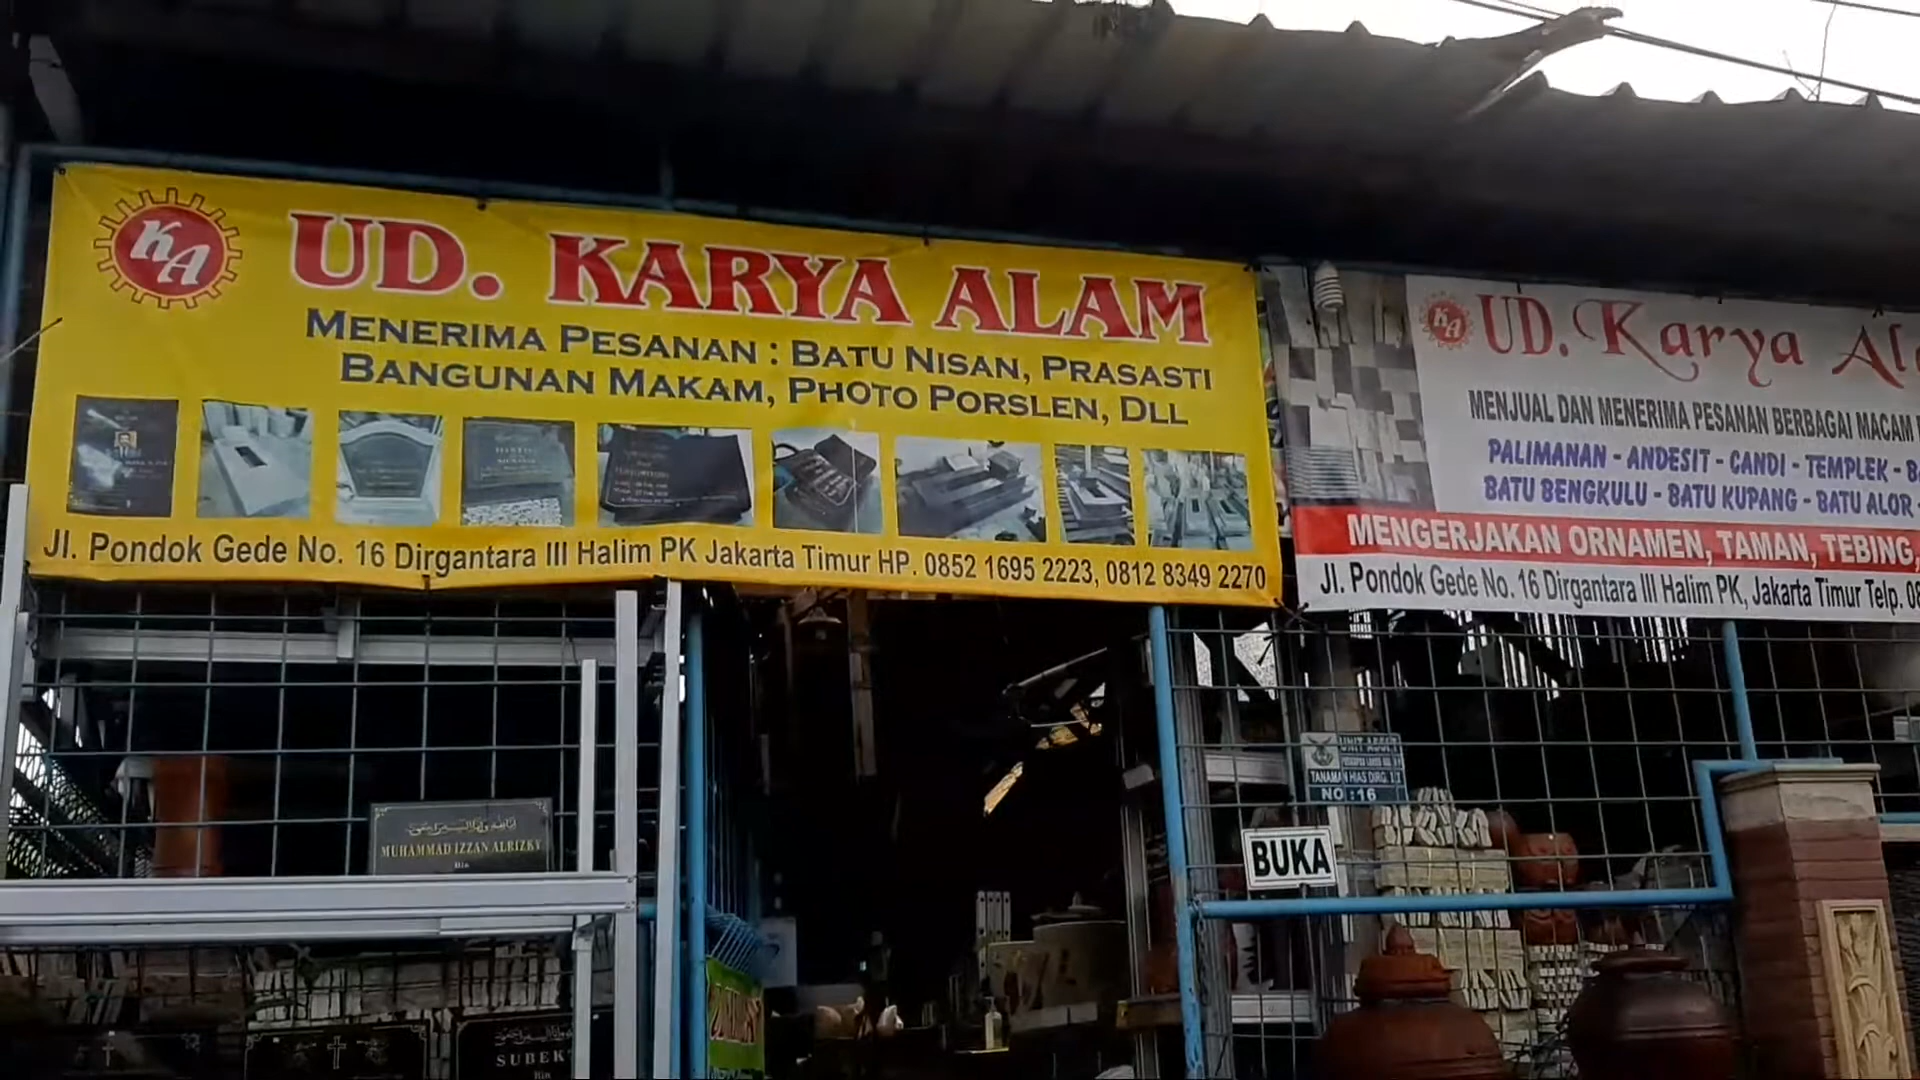 KA
UD. KARYA ALAM
MENERIMA PESANAN : BATU NISAN, PRASASTI
BANGUNAN MAKAM, PHOTO PORSLEN, DLL
Jl. Pondok Gede No. 16 Dirgantara III Halim PK Jakarta Timur HP. 0852 1695 2223, 0812 8349 2270
KA
UD. Karya
MENJUAL DAN MENERIMA PESANAN BERBAGAI MACAM
PALIMANAN - ANDESIT - CANDI - TEMPLEK -
BATU BENGKULU - BATU KUPANG - BATU ALOR -
MENGERJAKAN ORNAMEN, TAMAN, TEBING,
Jl. Pondok Gede No. 16 Dirgantara III Halim PK, Jakarta Timur Telp.
TANAMAN HIAS DIRG.
NO : 16
BUKA
MUHAMMAD IZZAN ALRIZKY
Bin
SUBEK
Bin